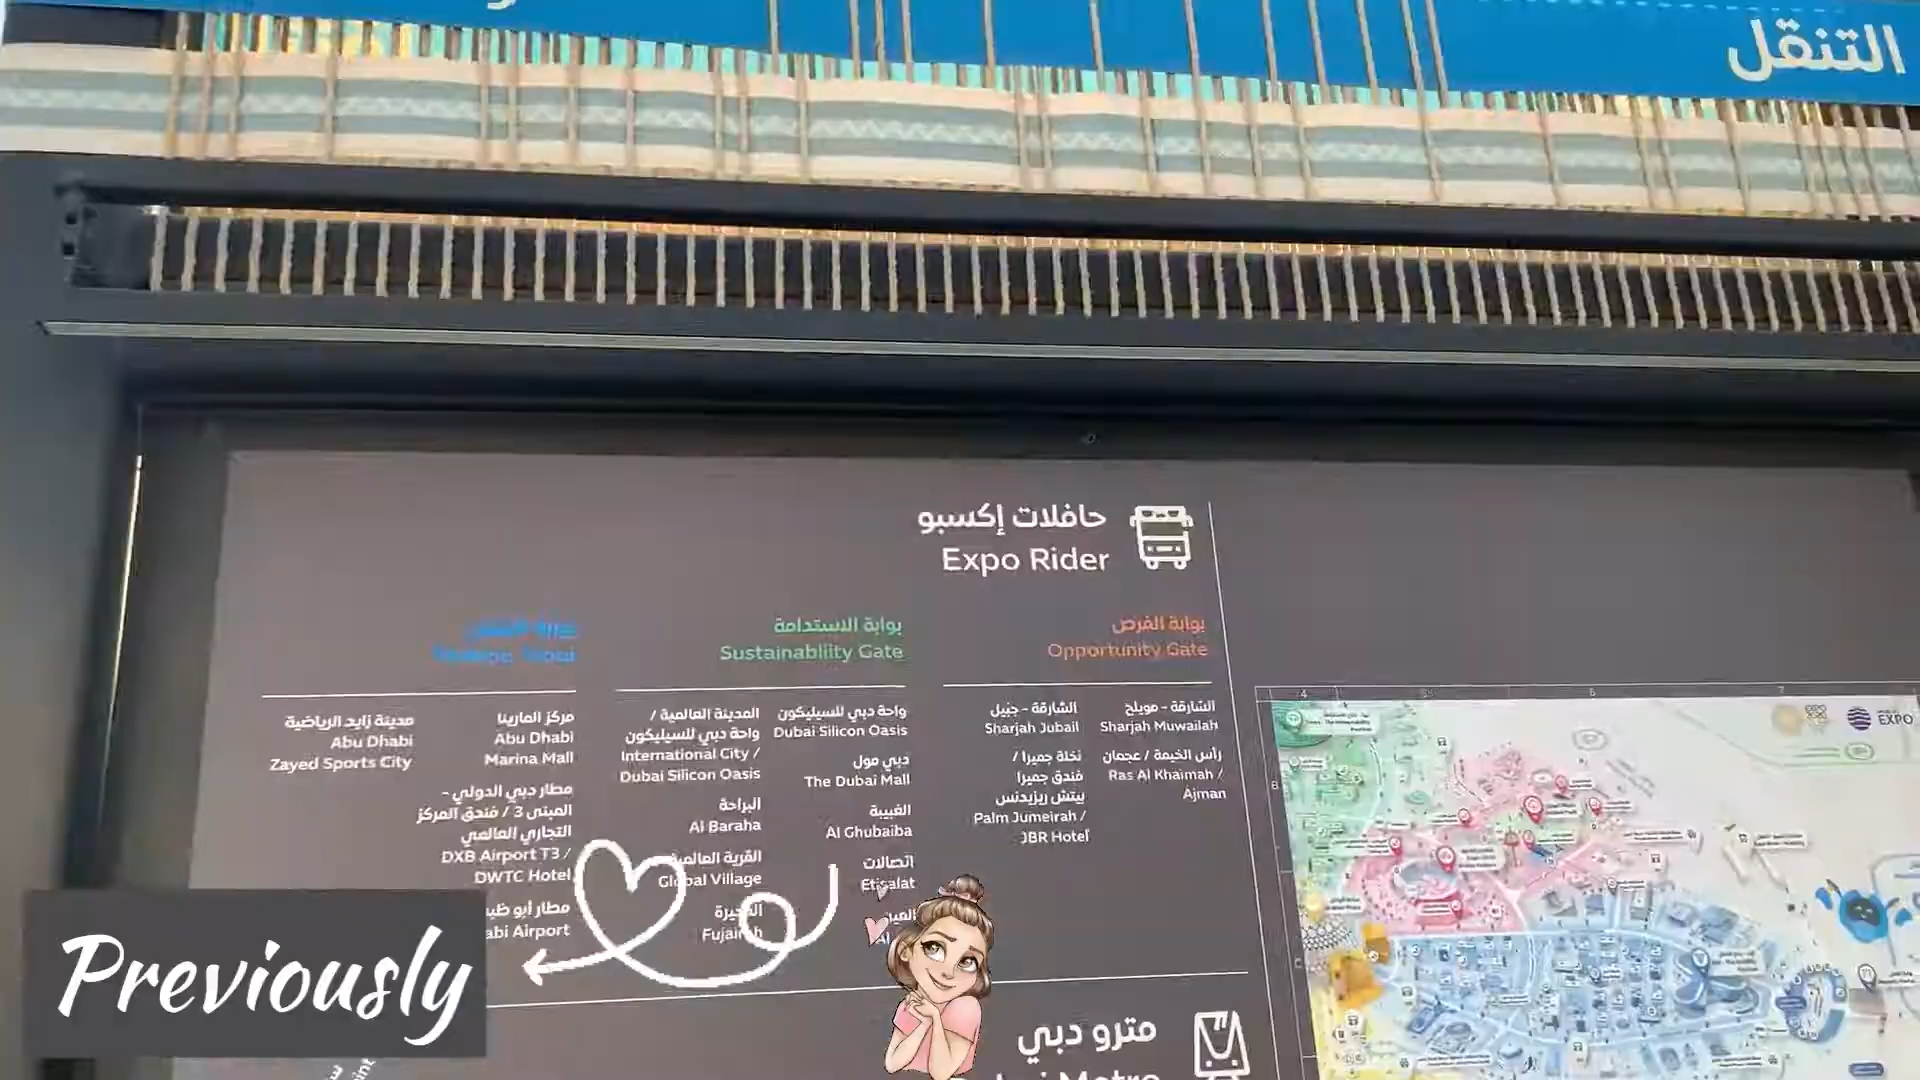 التنقل
حافلات إكسبو
Expo Rider
بوابة الفرص
Opportunity Gate
الشارقة - مويلح
Sharjah Muwailah
رأس الخيمة / عجمان
Ras Al Khaimah /
Ajman
الشارقة - جبيل
Sharjah Jubail
نخلة جميرا /
فندق جميرا
بيتش ريزيدنس
Palm Jumeirah /
JBR Hotel
بوابة الاستدامة
Sustainabliity Gate
واحة دبي للسيليكون
Dubai Silicon Oasis
دبي مول
The Dubai Mall
الغبيبة
Al Ghubaiba
اتصالات
Etisalat
المدينة العالمية /
واحة دبي للسيليكون
International City /
Dubai Silicon Oasis
البراحة
Al Baraha
القرية العالمية
Global Village
الفجيرة
Fujairah
مركز المارينا
Abu Dhabi
Marina Mall
مطار دبي الدولي -
المبنى 3 / فندق المركز
التجاري العالمي
DXB Airport T3 /
DWTC Hotel
مطار أبو
Airport
مدينة زايد الرياضية
Abu Dhabi
Zayed Sports City
مترو دبي
EXPO
Previously